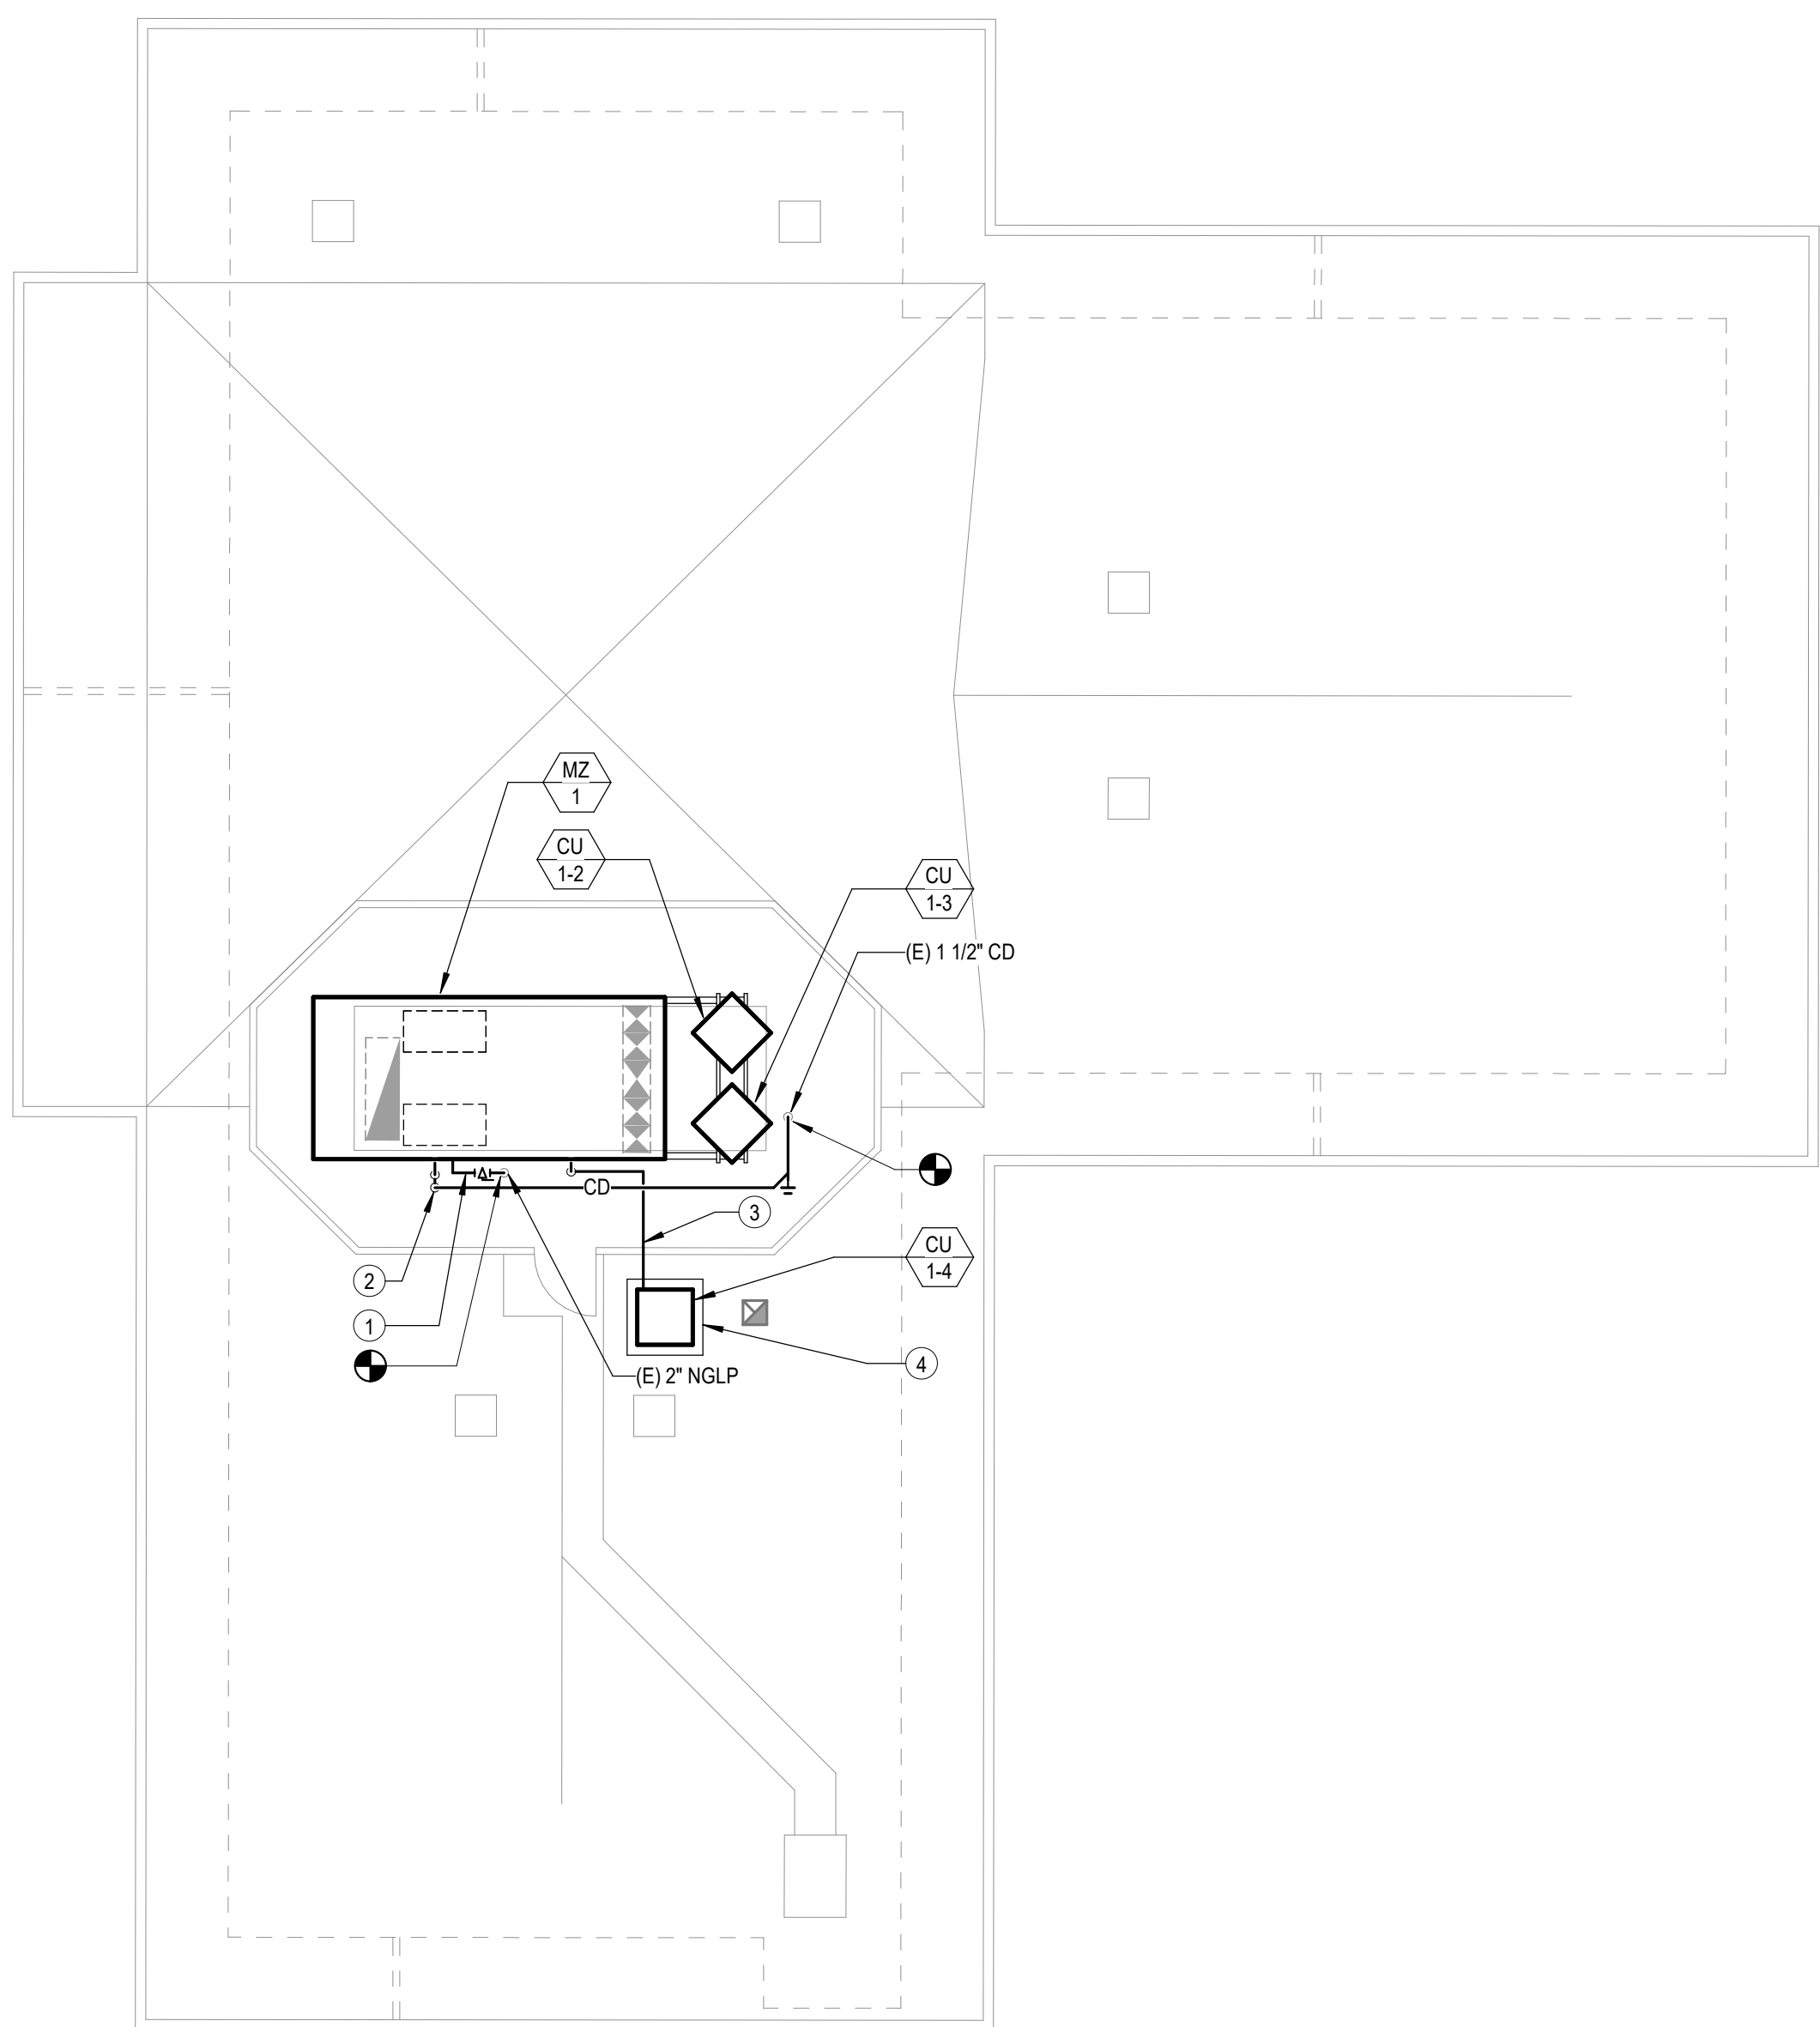 MZ
1
CU
1-2
CU
1-3
(E) 1 1/2" CD
CD
3
CU
1-4
2
1
4
(E) 2" NGLP